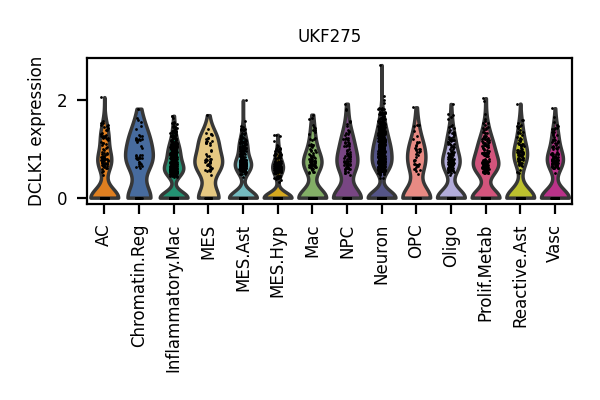 UKF275
DCLK1 expression
2
0
AC
Chromatin.Reg
Inflammatory.Mac
MES
MES.Ast
MES.Hyp
Mac
NPC
Neuron
OPC
Oligo
Prolif.Metab
Reactive.Ast
Vasc